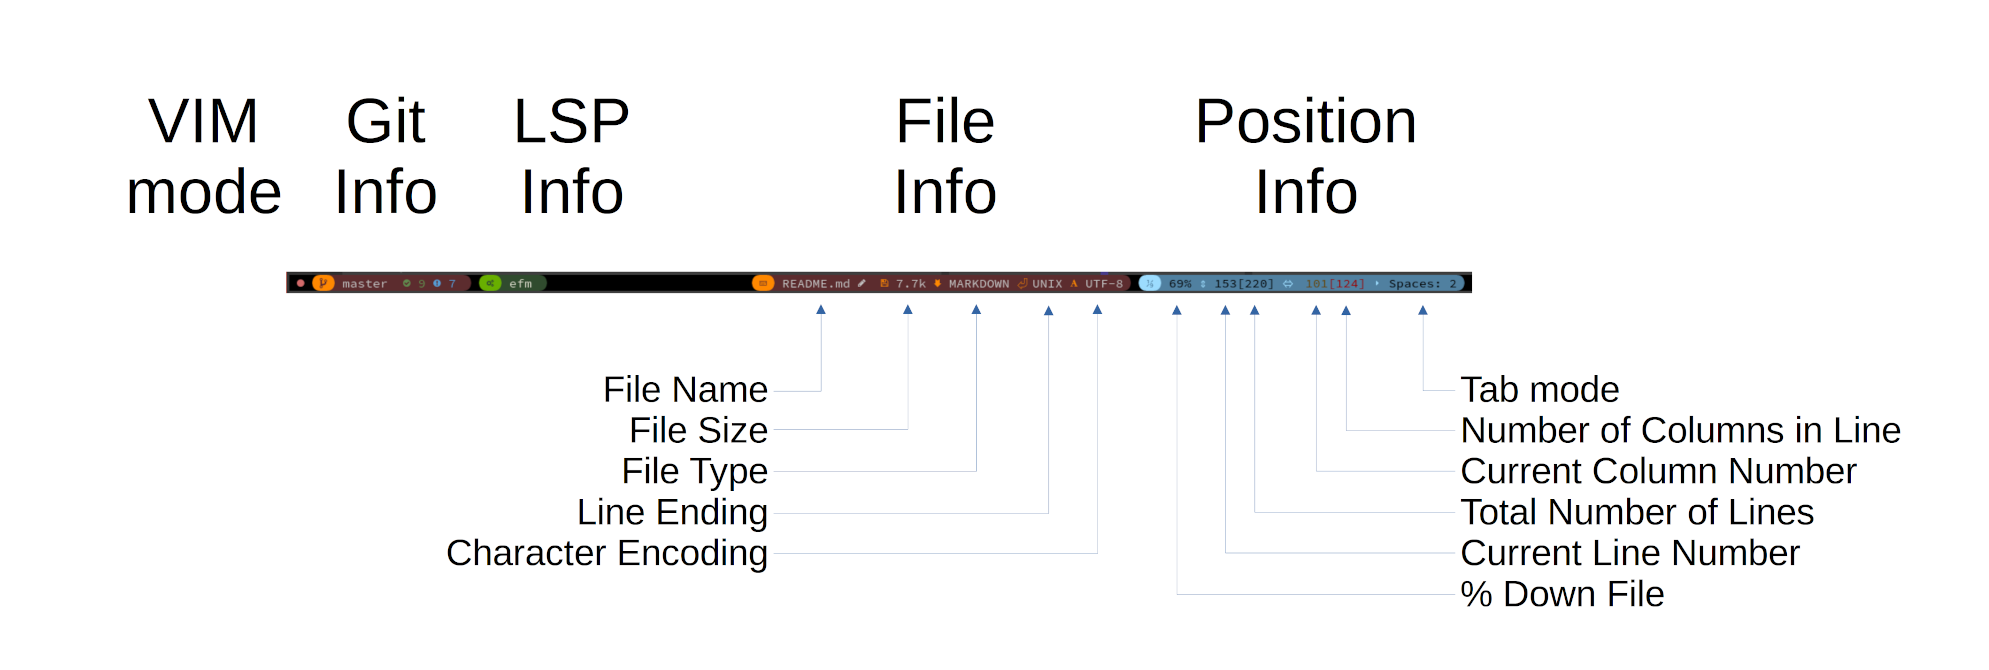 VIM mode
Git Info
LSP Info
File Info
Position Info
master 9 7 efm README.md 7.7k MARKDOWN UNIX A UTF-8 69% 153[220] 101[124] Spaces: 2
File Name
File Size
File Type
Line Ending
Character Encoding
Tab mode
Number of Columns in Line
Current Column Number
Total Number of Lines
Current Line Number
% Down File